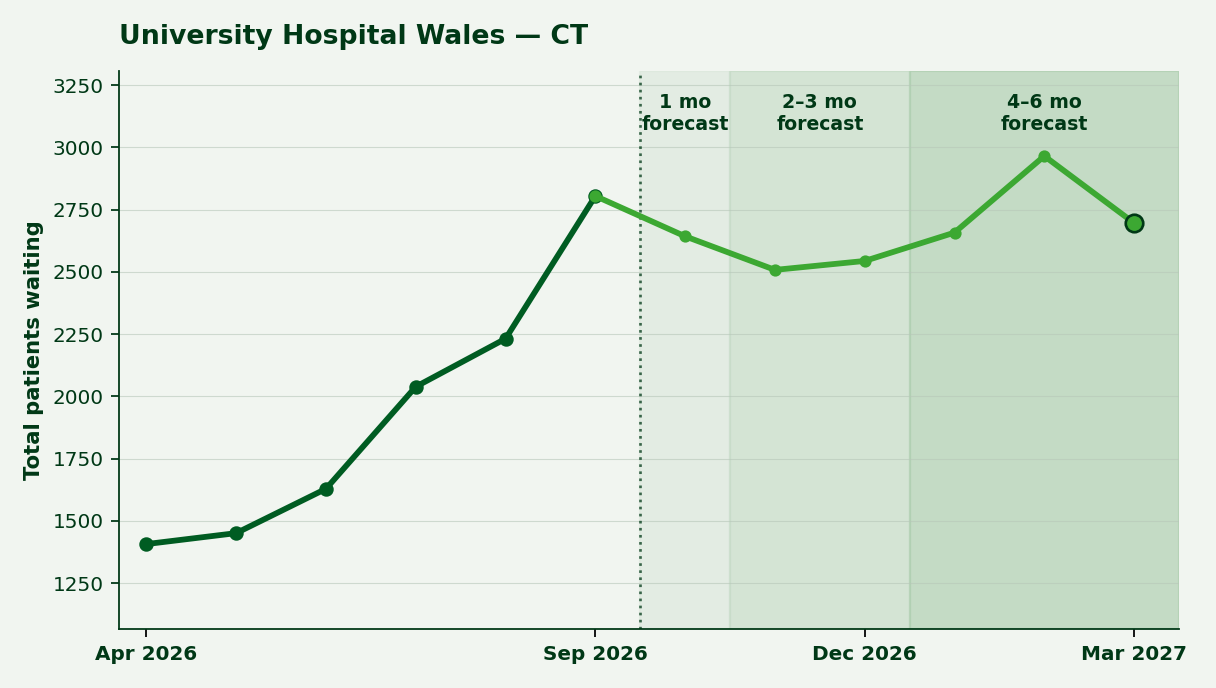 University Hospital Wales — CT
1 mo
forecast
2–3 mo
forecast
4–6 mo
forecast
Total patients waiting
3250
3000
2750
2500
2250
2000
1750
1500
1250
Apr 2026
Sep 2026
Dec 2026
Mar 2027